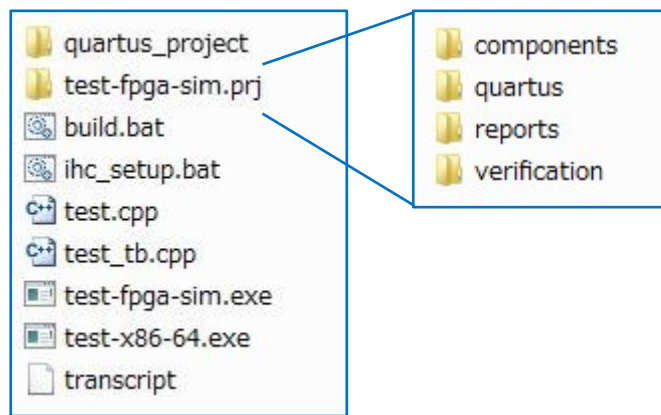 quartus_project
test-fpga-sim.prj
build.bat
ihc_setup.bat
test.cpp
test_tb.cpp
test-fpga-sim.exe
test-x86-64.exe
transcript
components
quartus
reports
verification